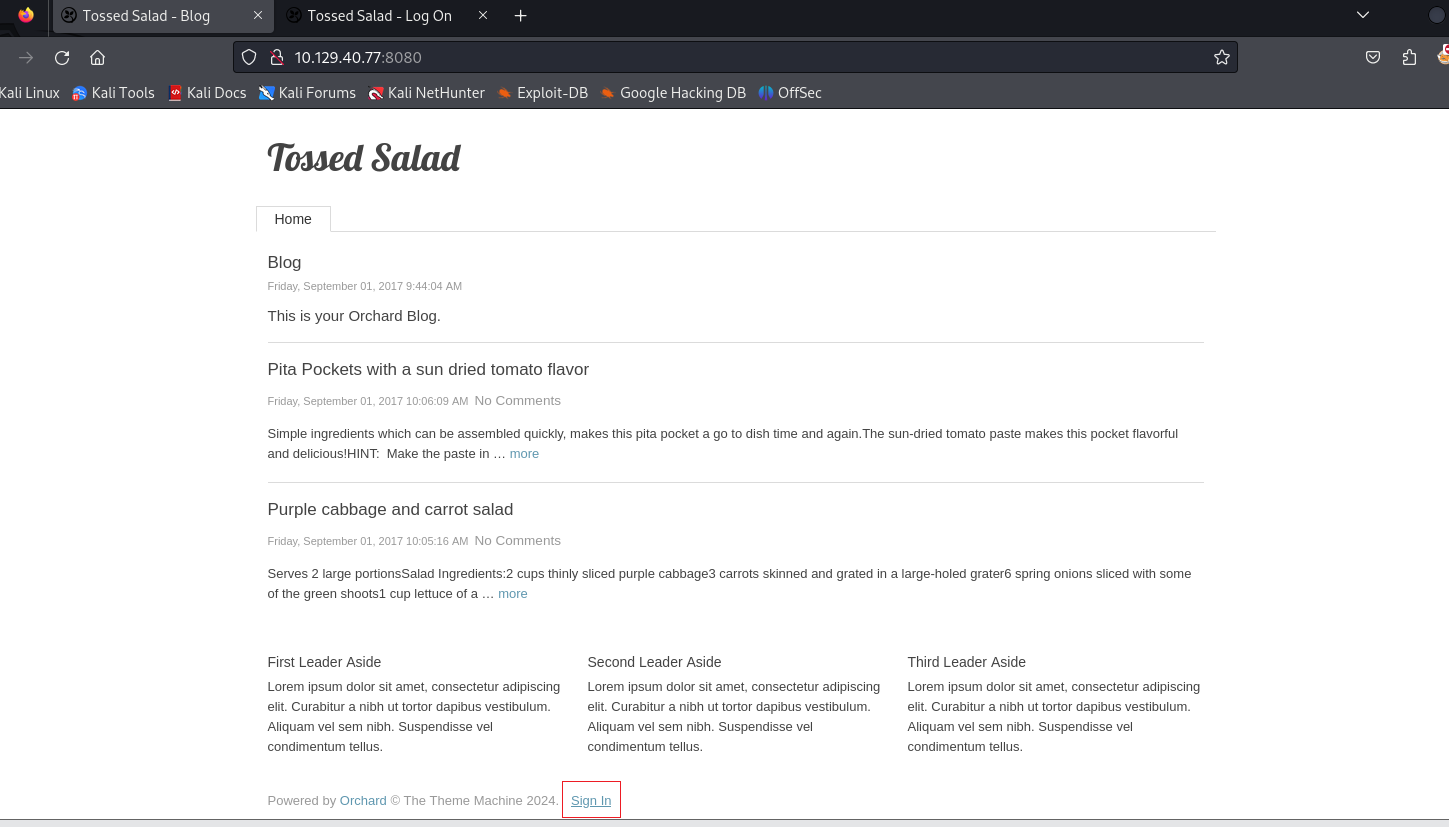 Tossed Salad - Blog
Tossed Salad - Log On
10.129.40.77:8080
Kali Linux Kali Tools Kali Docs Kali Forums Kali NetHunter Exploit-DB Google Hacking DB OffSec
Tossed Salad
Home
Blog
Friday, September 01, 2017 9:44:04 AM
This is your Orchard Blog.
Pita Pockets with a sun dried tomato flavor
Friday, September 01, 2017 10:06:09 AM No Comments
Simple ingredients which can be assembled quickly, makes this pita pocket a go to dish time and again.The sun-dried tomato paste makes this pocket flavorful
and delicious!HINT:  Make the paste in … more
Purple cabbage and carrot salad
Friday, September 01, 2017 10:05:16 AM No Comments
Serves 2 large portionsSalad Ingredients:2 cups thinly sliced purple cabbage3 carrots skinned and grated in a large-holed grater6 spring onions sliced with some
of the green shoots1 cup lettuce of a … more
First Leader Aside
Lorem ipsum dolor sit amet, consectetur adipiscing
elit. Curabitur a nibh ut tortor dapibus vestibulum.
Aliquam vel sem nibh. Suspendisse vel
condimentum tellus.
Second Leader Aside
Lorem ipsum dolor sit amet, consectetur adipiscing
elit. Curabitur a nibh ut tortor dapibus vestibulum.
Aliquam vel sem nibh. Suspendisse vel
condimentum tellus.
Third Leader Aside
Lorem ipsum dolor sit amet, consectetur adipiscing
elit. Curabitur a nibh ut tortor dapibus vestibulum.
Aliquam vel sem nibh. Suspendisse vel
condimentum tellus.
Powered by Orchard © The Theme Machine 2024. Sign In